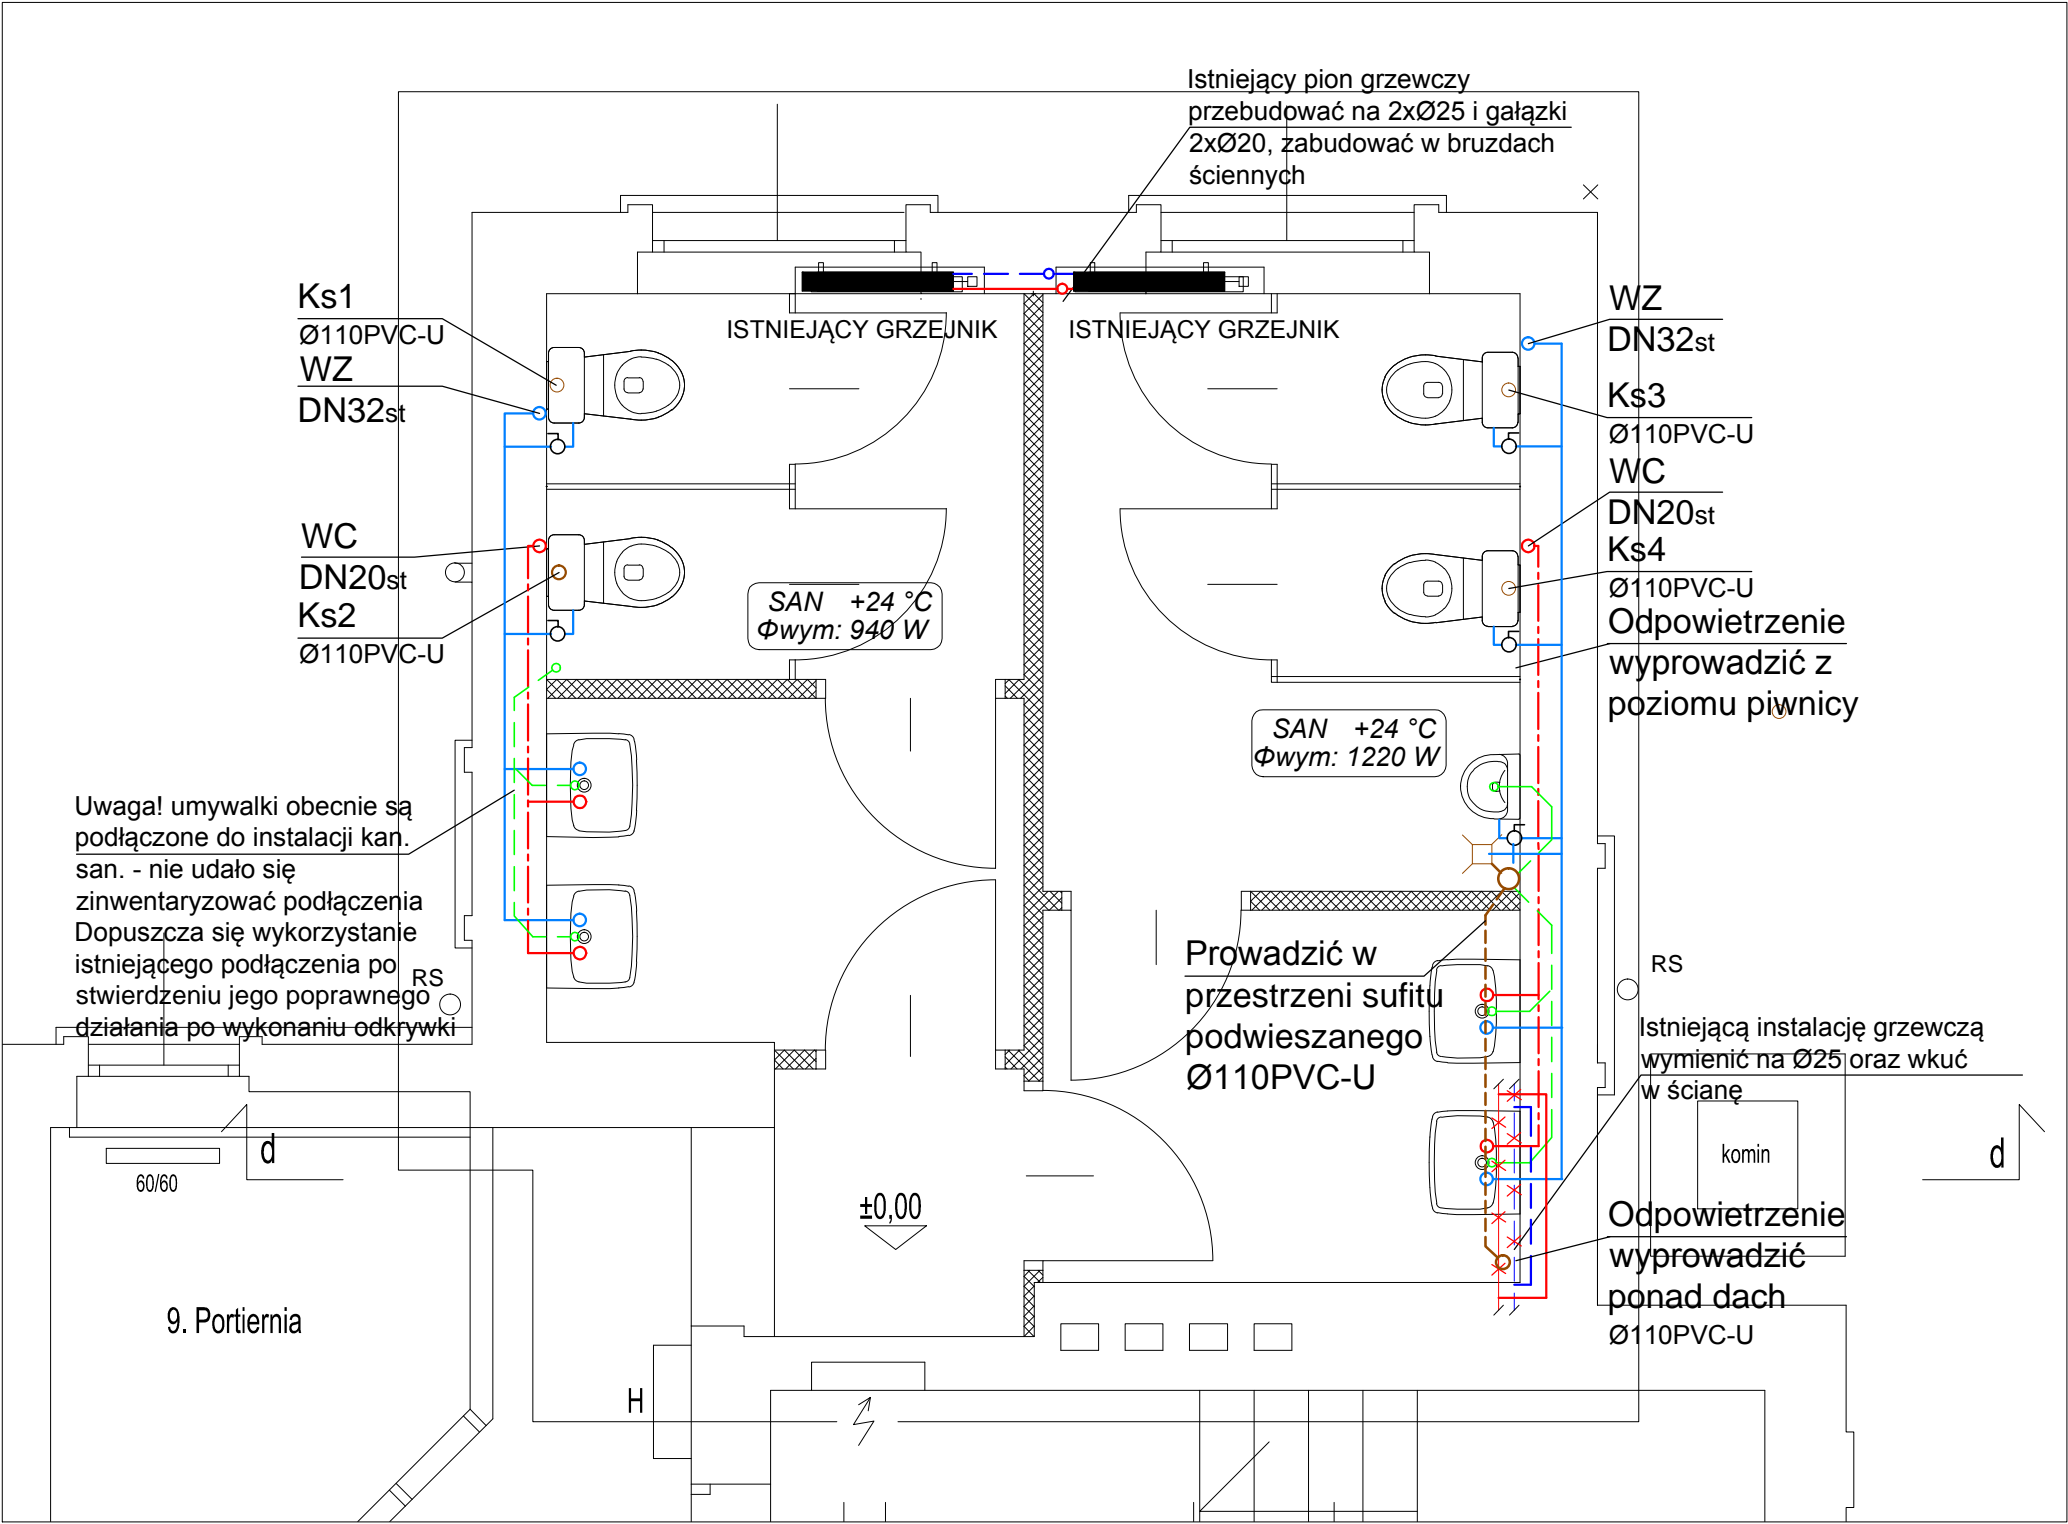 Istniejący pion grzewczy
przebudować na 2xØ25 i gałązki
2xØ20, zabudować w bruzdach
ściennych
Ks1
Ø110PVC-U
WZ
DN32st
ISTNIEJĄCY GRZEJNIK
ISTNIEJĄCY GRZEJNIK
WZ
DN32st
Ks3
Ø110PVC-U
WC
DN20st
Ks4
Ø110PVC-U
WC
DN20st
Ks2
Ø110PVC-U
SAN +24 °C
Φwym: 940 W
Odpowietrzenie
wyprowadzić z
poziomu piwnicy
SAN +24 °C
Φwym: 1220 W
Uwaga! umywalki obecnie są
podłączone do instalacji kan.
san. - nie udało się
zinwentaryzować podłączenia
Dopuszcza się wykorzystanie
istniejącego podłączenia po
stwierdzeniu jego poprawnego
działania po wykonaniu odkrywki
RS
Prowadzić w
przestrzeni sufitu
podwieszanego
Ø110PVC-U
RS
Istniejącą instalację grzewczą
wymienić na Ø25 oraz wkuć
w ścianę
d
60/60
komin
d
±0,00
Odpowietrzenie
wyprowadzić
ponad dach
Ø110PVC-U
9. Portiernia
H